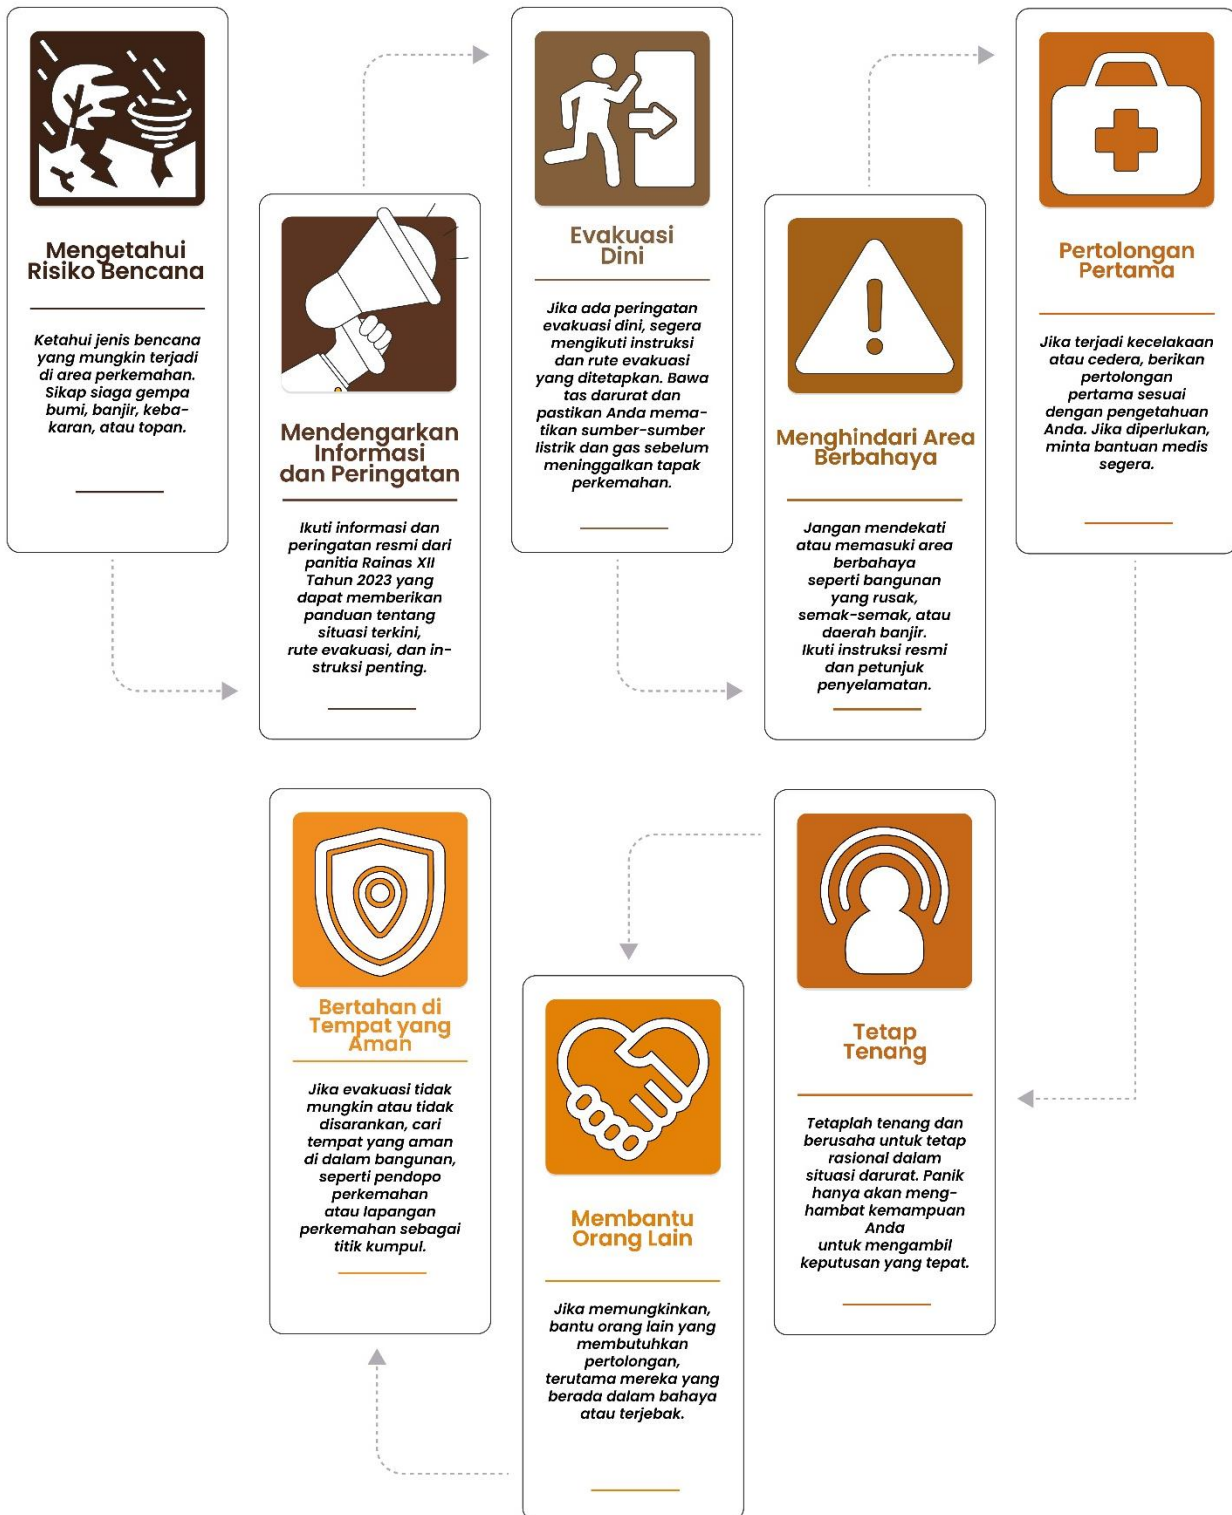 Mengetahui
Risiko Bencana
Ketahui jenis bencana
yang mungkin terjadi
di area perkemahan.
Sikap siaga gempa
bumi, banjir, keba-
karan, atau topan.
Mendengarkan
Informasi
dan Peringatan
Ikuti informasi dan
peringatan resmi dari
panitia Rainas XII
Tahun 2023 yang
dapat memberikan
panduan tentang
situasi terkini,
rute evakuasi, dan in-
struksi penting.
Evakuasi
Dini
Jika ada peringatan
evakuasi dini, segera
mengikuti instruksi
dan rute evakuasi
yang ditetapkan. Bawa
tas darurat dan
pastikan Anda mema-
tikan sumber-sumber
listrik dan gas sebelum
meninggalkan tapak
perkemahan.
Menghindari Area
Berbahaya
Jangan mendekati
atau memasuki area
berbahaya
seperti bangunan
yang rusak,
semak-semak, atau
daerah banjir.
Ikuti instruksi resmi
dan petunjuk
penyelamatan.
Pertolongan
Pertama
Jika terjadi kecelakaan
atau cedera, berikan
pertolongan
pertama sesuai
dengan pengetahuan
Anda. Jika diperlukan,
minta bantuan medis
segera.
Tetap
Tenang
Tetaplah tenang dan
berusaha untuk tetap
rasional dalam
situasi darurat. Panik
hanya akan meng-
hambat kemampuan
Anda
untuk mengambil
keputusan yang tepat.
Membantu
Orang Lain
Jika memungkinkan,
bantu orang lain yang
membutuhkan
pertolongan,
terutama mereka yang
berada dalam bahaya
atau terjebak.
Bertahan di
Tempat yang
Aman
Jika evakuasi tidak
mungkin atau tidak
disarankan, cari
tempat yang aman
di dalam bangunan,
seperti pendopo
perkemahan
atau lapangan
perkemahan sebagai
titik kumpul.